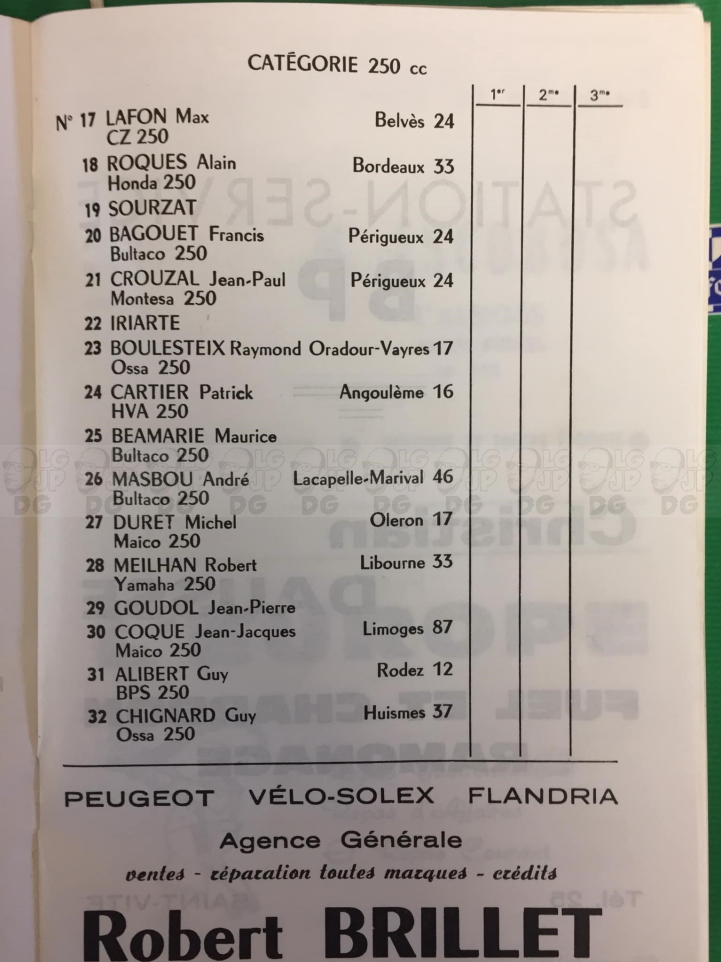 CATÉGORIE 250 cc
1er 2me 3me
N° 17 LAFON Max Belvès 24
CZ 250
18 ROQUES Alain Bordeaux 33
Honda 250
19 SOURZAT
20 BAGOUET Francis Périgueux 24
Bultaco 250
21 CROUZAL Jean-Paul Périgueux 24
Montesa 250
22 IRIARTE
23 BOULESTEIX Raymond Oradour-Vayres 17
Ossa 250
24 CARTIER Patrick Angoulème 16
HVA 250
25 BEAMARIE Maurice
Bultaco 250
26 MASBOU André Lacapelle-Marival 46
Bultaco 250
27 DURET Michel Oleron 17
Maico 250
28 MEILHAN Robert Libourne 33
Yamaha 250
29 GOUDOL Jean-Pierre
30 COQUE Jean-Jacques Limoges 87
Maico 250
31 ALIBERT Guy Rodez 12
BPS 250
32 CHIGNARD Guy Huismes 37
Ossa 250
PEUGEOT VÉLO-SOLEX FLANDRIA
Agence Générale
ventes - réparation toutes marques - crédits
Robert BRILLET